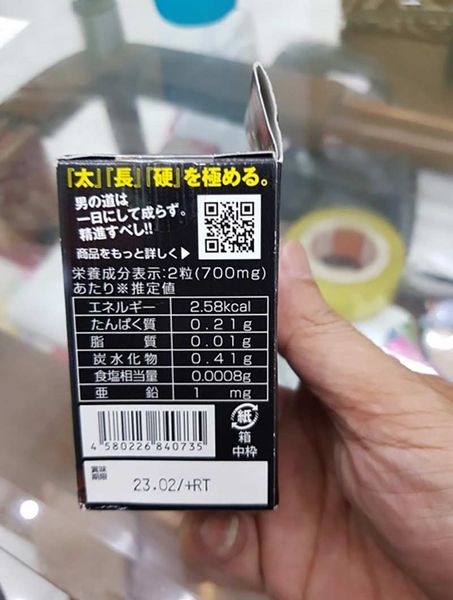 『太』『長』『硬』を極める。
男の道は
一日にして成らず。
精進すべし!!
商品をもっと詳しく▶
栄養成分表示:2粒(700mg)
あたり※推定値
エネルギー 2.58kcal
たんぱく質 0.21g
脂質 0.01g
炭水化物 0.41g
食塩相当量 0.0008g
亜鉛 1mg
4 580226 840735
紙
箱
中枠
賞味
期限
23.02/+RT